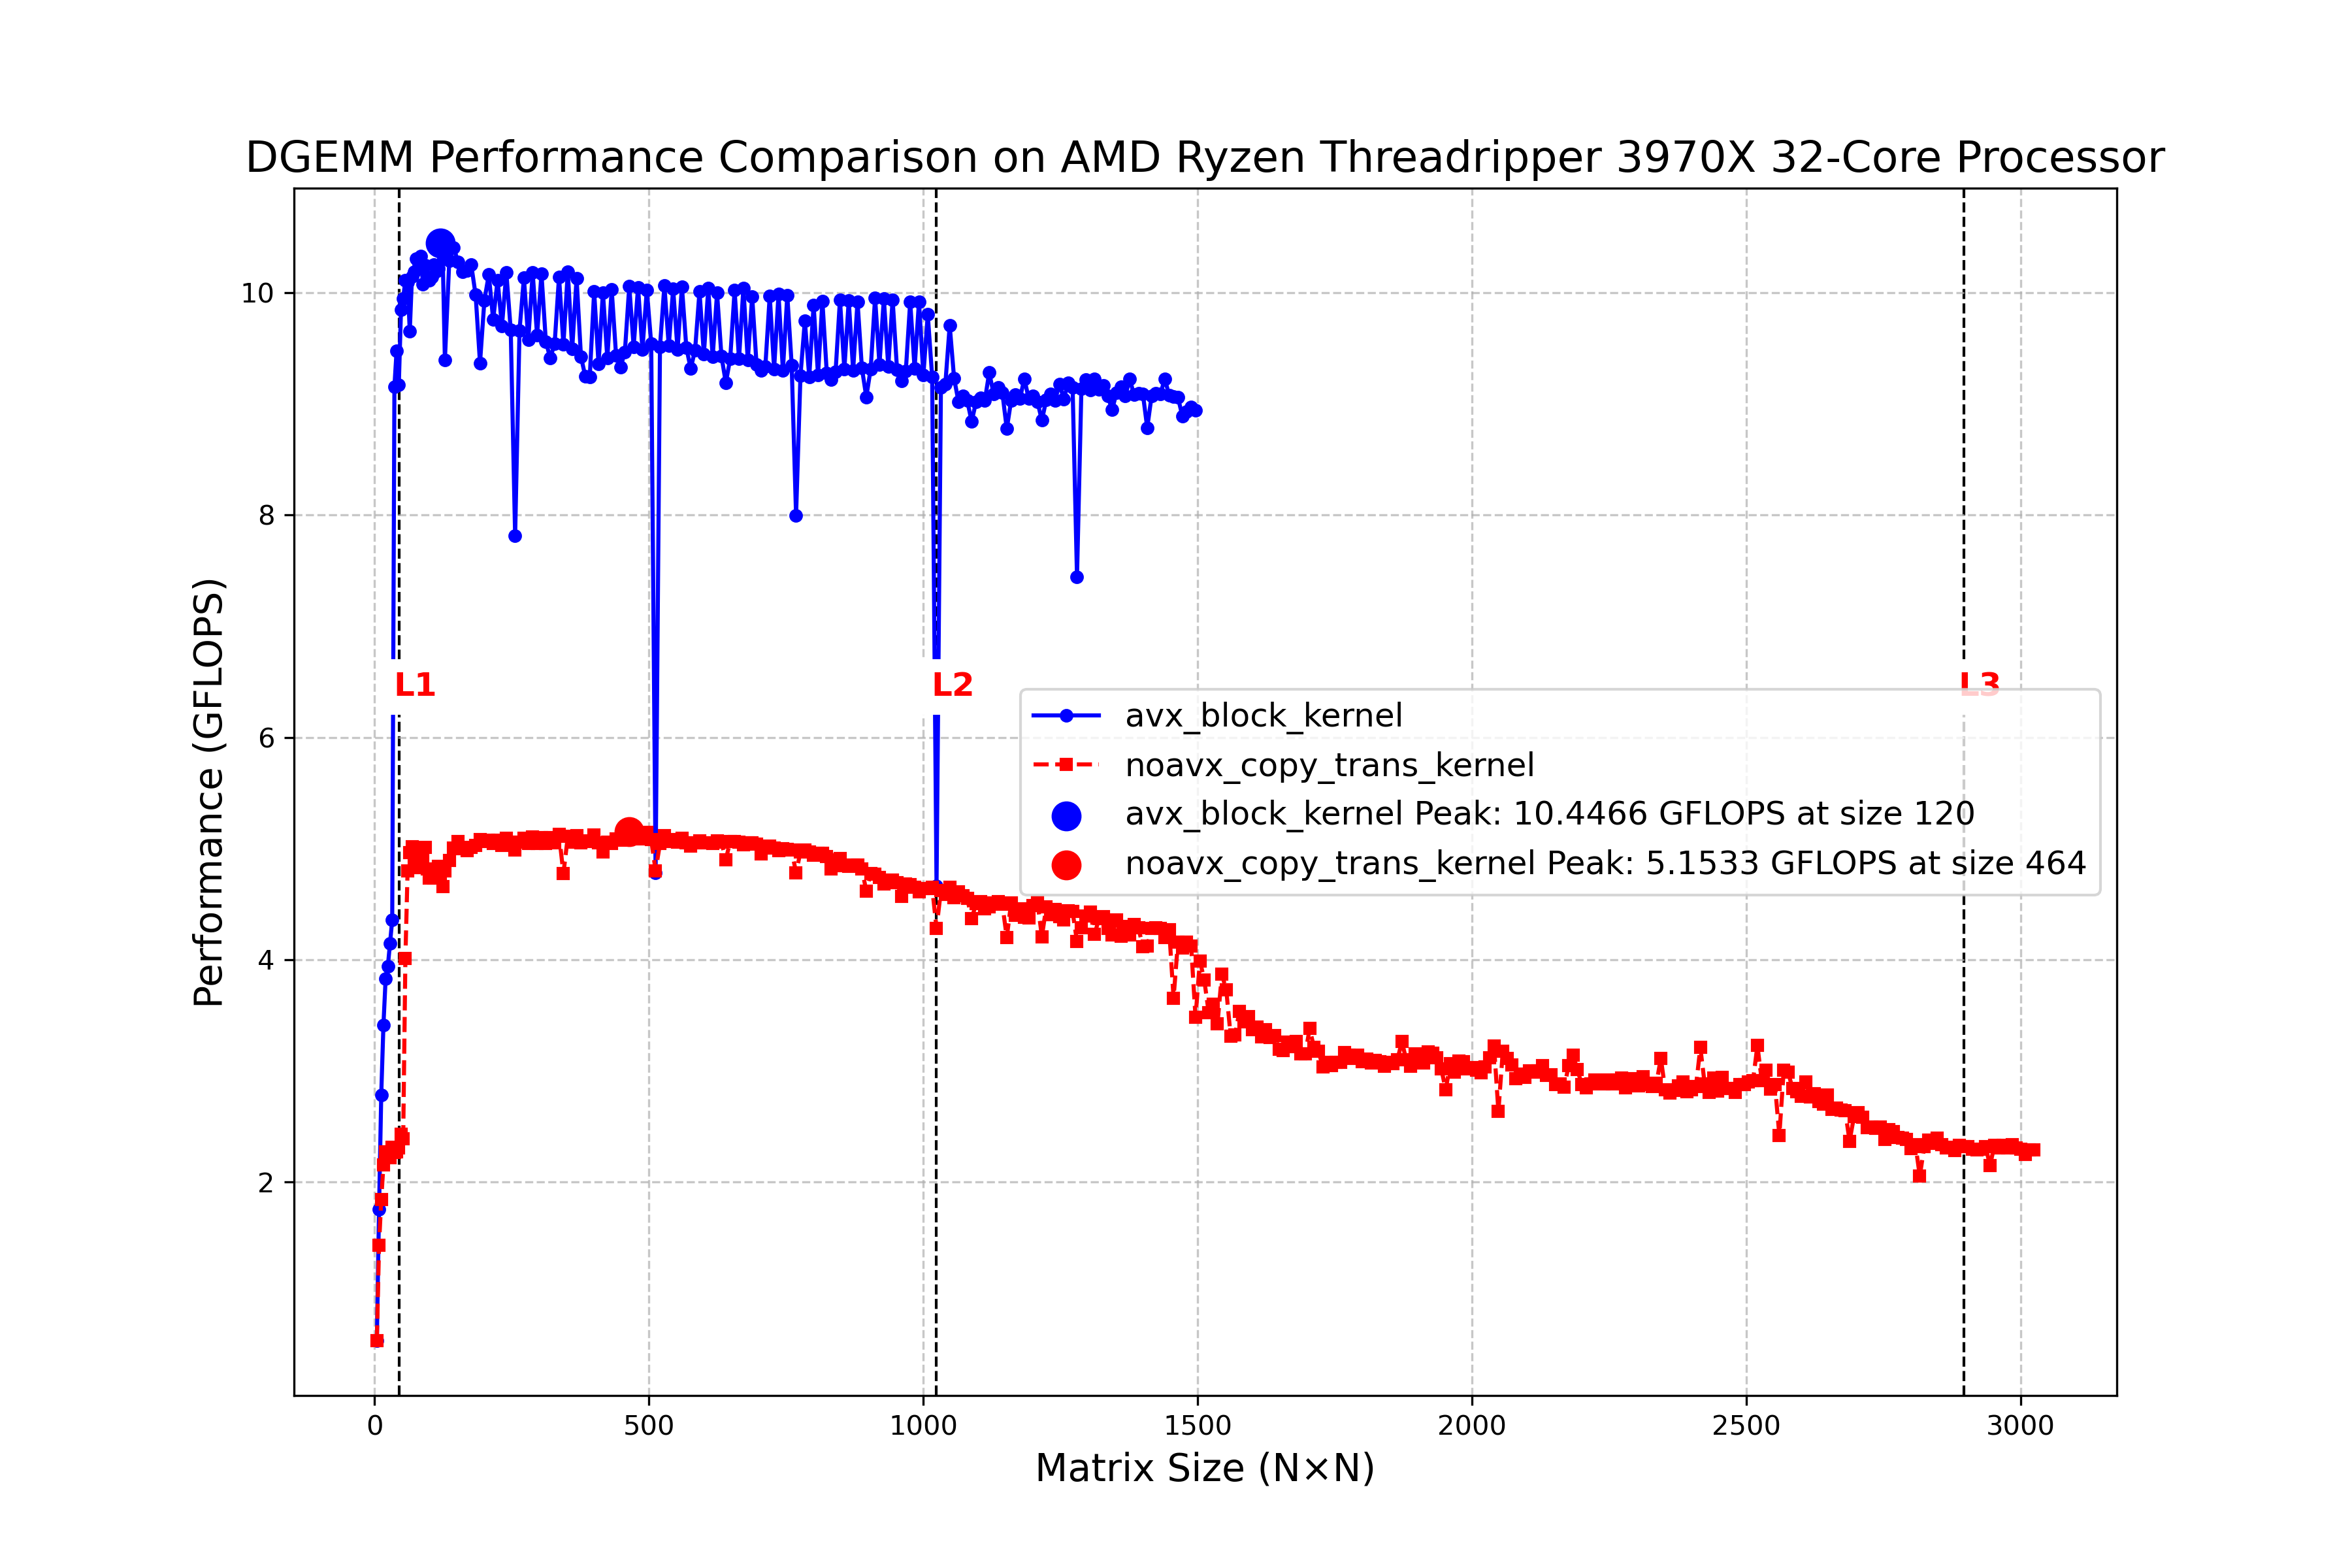 DGEMM Performance Comparison on AMD Ryzen Threadripper 3970X 32-Core Processor
10
8
6
4
2
Performance (GFLOPS)
L1
L2
L3
avx_block_kernel
noavx_copy_trans_kernel
avx_block_kernel Peak: 10.4466 GFLOPS at size 120
noavx_copy_trans_kernel Peak: 5.1533 GFLOPS at size 464
0
500
1000
1500
2000
2500
3000
Matrix Size (N×N)